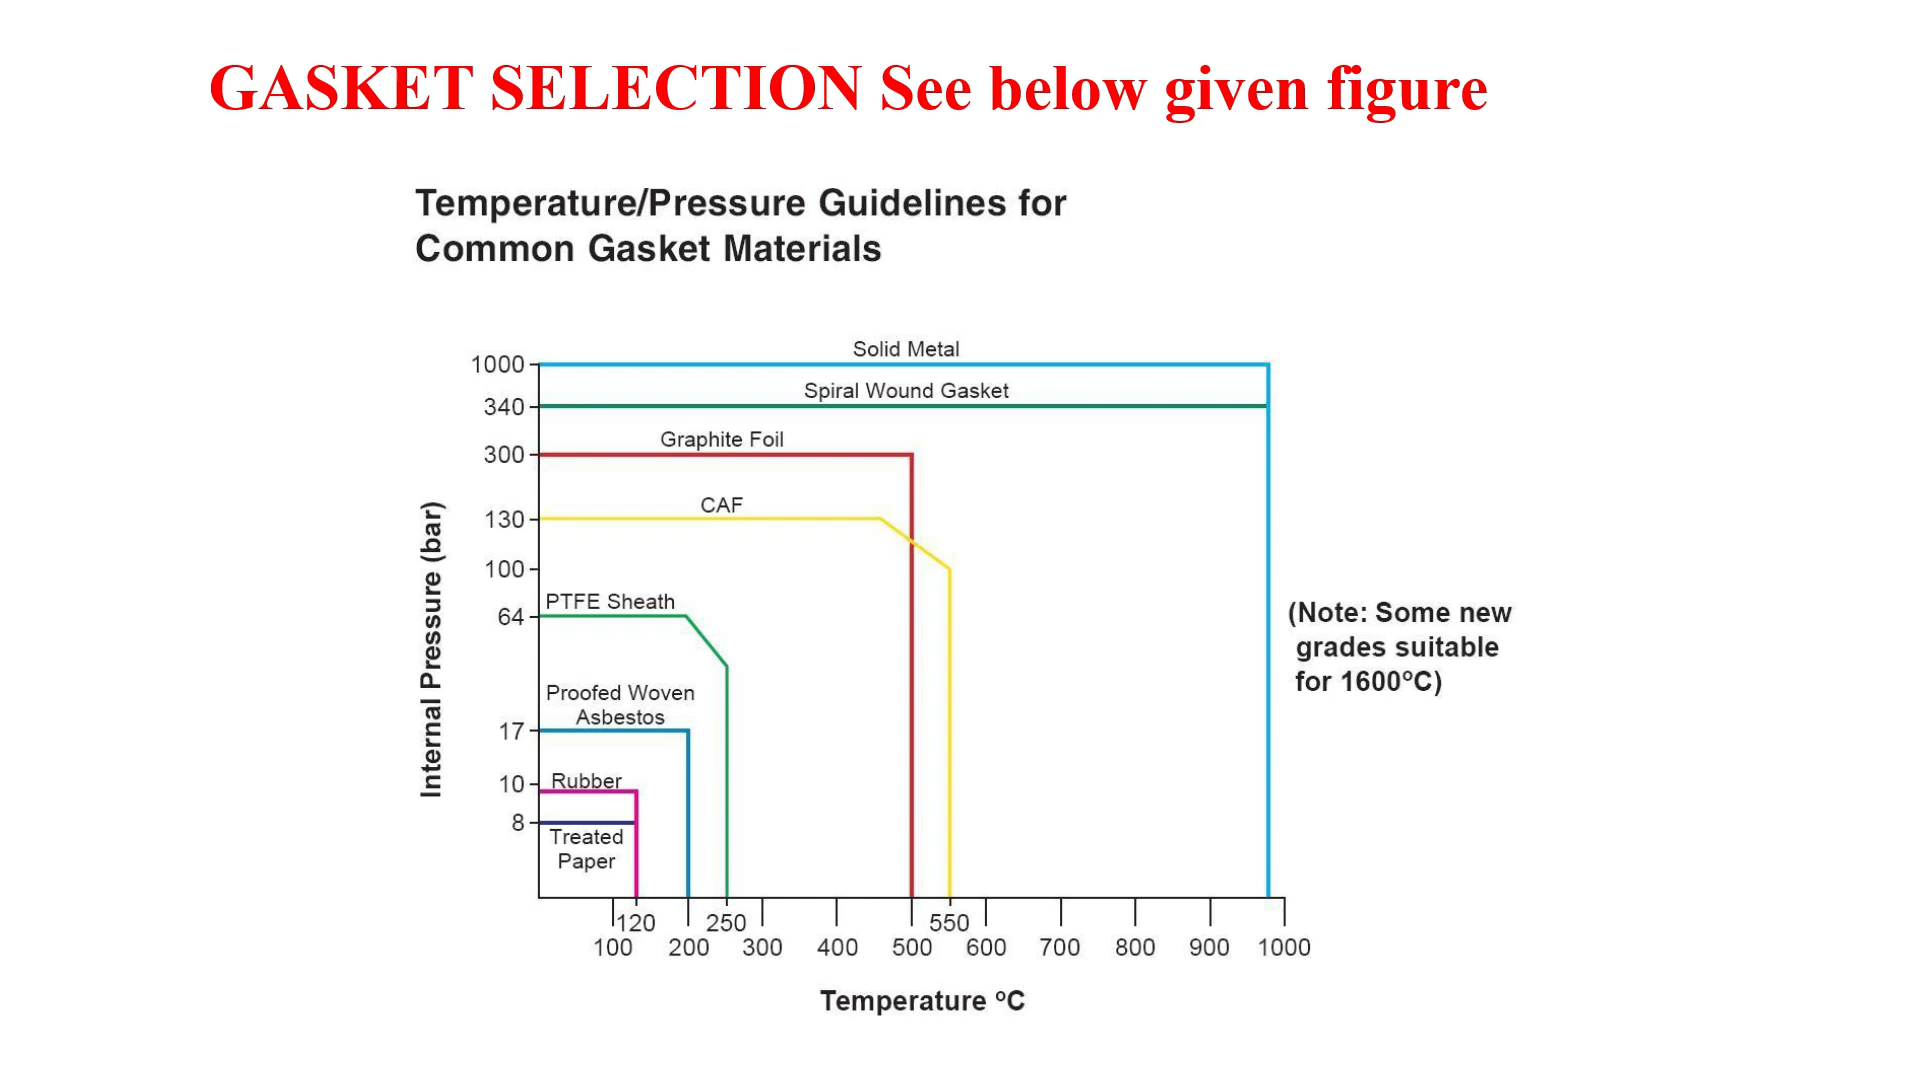 GASKET SELECTION See below given figure
Temperature/Pressure Guidelines for
Common Gasket Materials
Solid Metal
1000
Spiral Wound Gasket
340
Graphite Foil
300
CAF
130
100
PTFE Sheath
64
(Note: Some new
grades suitable
for 1600ºC)
Proofed Woven
Asbestos
17
Rubber
10
8
Treated
Paper
Internal Pressure (bar)
120 250 550
100 200 300 400 500 600 700 800 900 1000
Temperature ºC